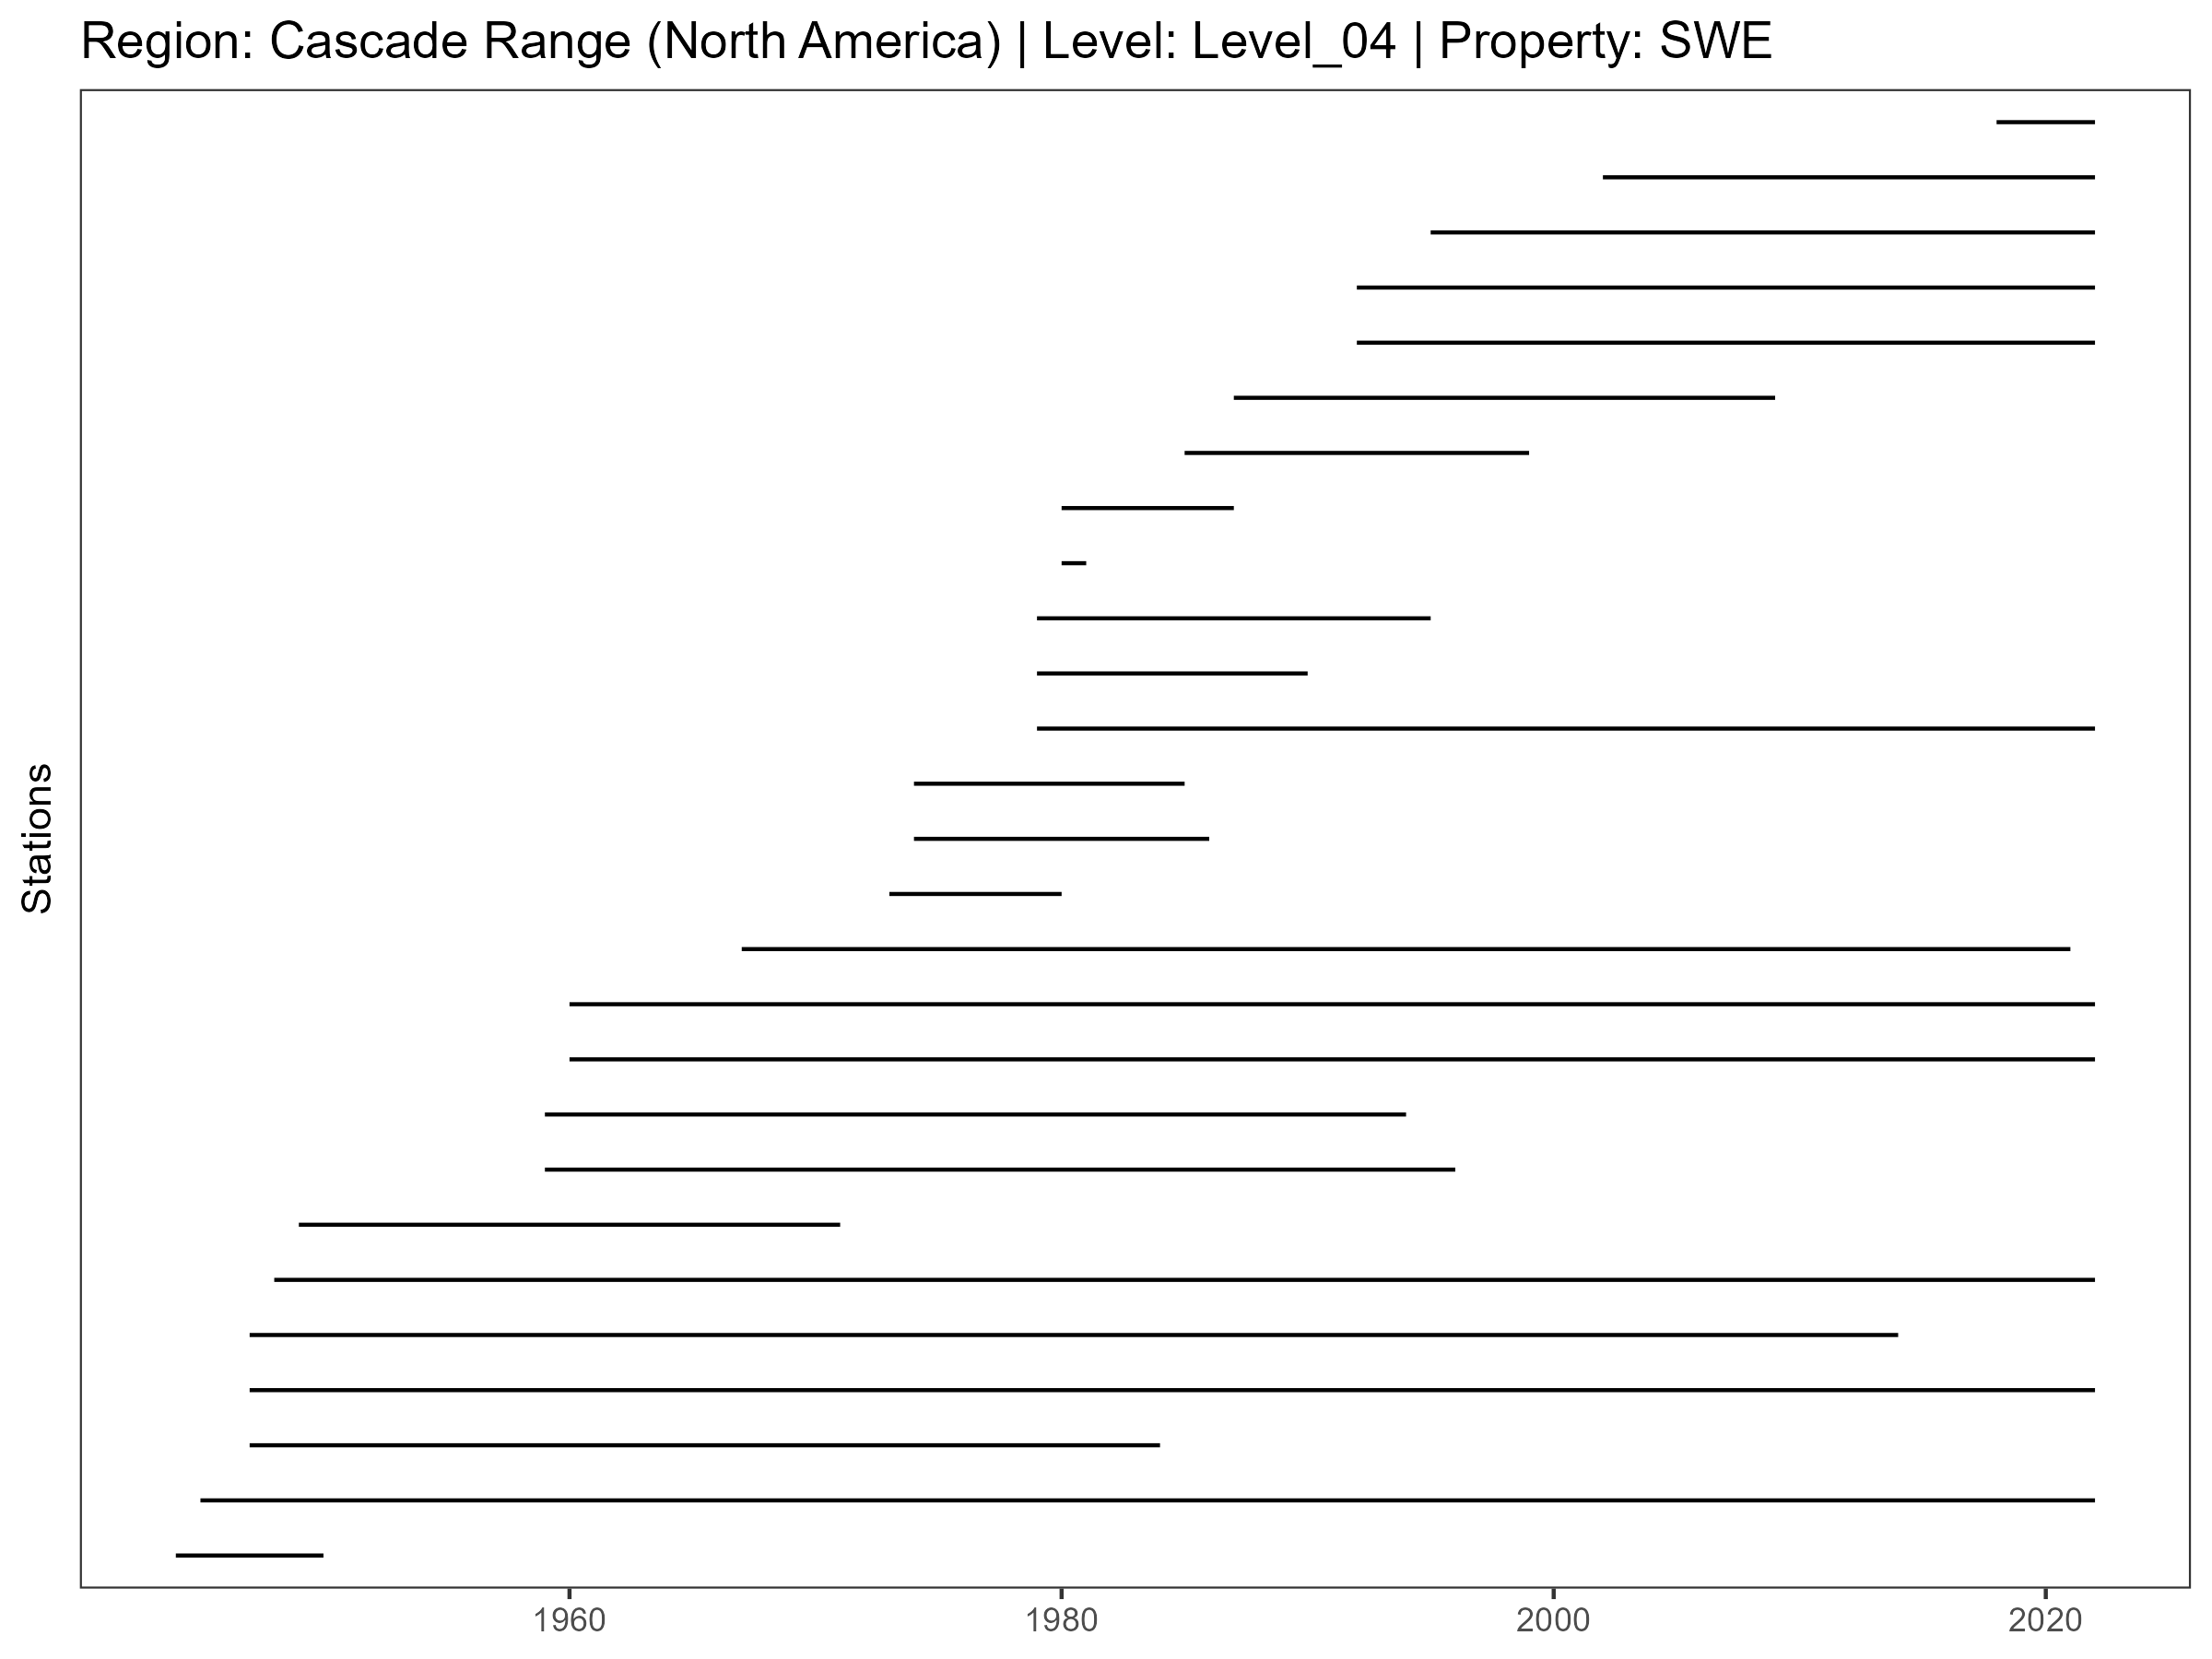 Region: Cascade Range (North America) | Level: Level_04 | Property: SWE
Stations
1960
1980
2000
2020